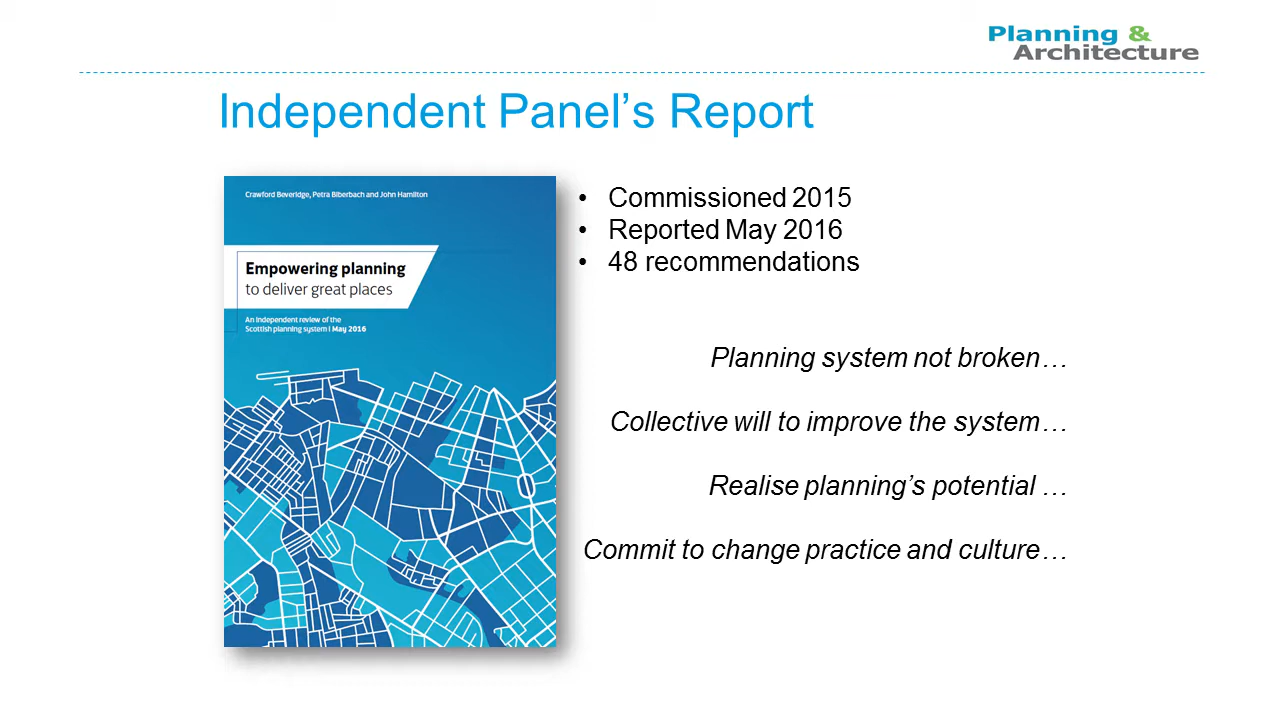 Planning &
Architecture
Independent Panel’s Report
Crawford Beveridge, Petra Biberbach and John Hamilton
Empowering planning
to deliver great places
An independent review of the
Scottish planning system | May 2016
• Commissioned 2015
• Reported May 2016
• 48 recommendations
Planning system not broken…
Collective will to improve the system…
Realise planning’s potential …
Commit to change practice and culture…